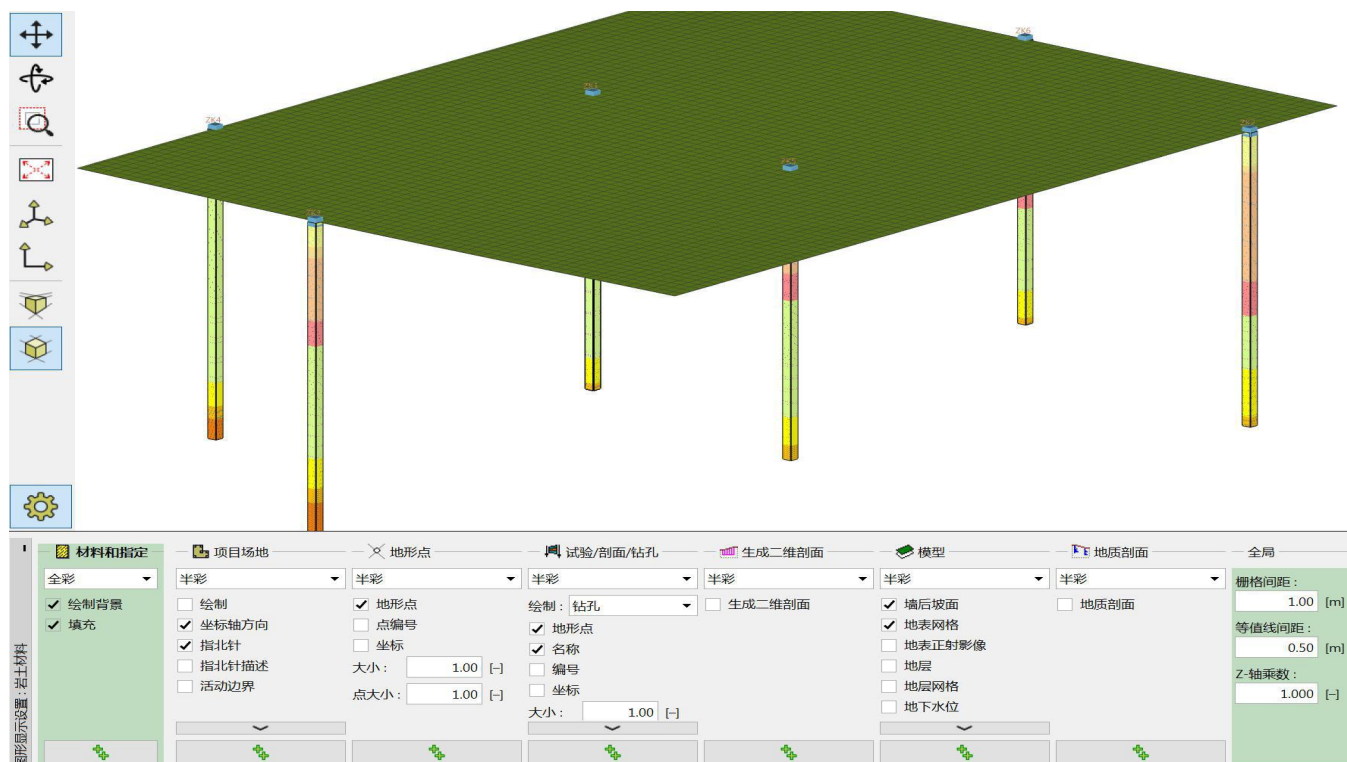 ZK6
ZK4
ZK5
材料和指定
项目场地
地形点
试验/剖面/钻孔
生成二维剖面
模型
地质剖面
全局
全彩
半彩
半彩
半彩
半彩
半彩
半彩
绘制背景
填充
绘制
坐标轴方向
指北针
指北针描述
活动边界
地形点
点编号
坐标
大小： 1.00 [–]
点大小： 1.00 [–]
绘制： 钻孔
地形点
名称
编号
坐标
大小： 1.00 [–]
生成二维剖面
墙后坡面
地表网格
地表正射影像
地层
地层网格
地下水位
地质剖面
栅格间距：
1.00 [m]
等值线间距：
0.50 [m]
Z-轴乘数：
1.000 [–]
图形显示设置：岩土材料